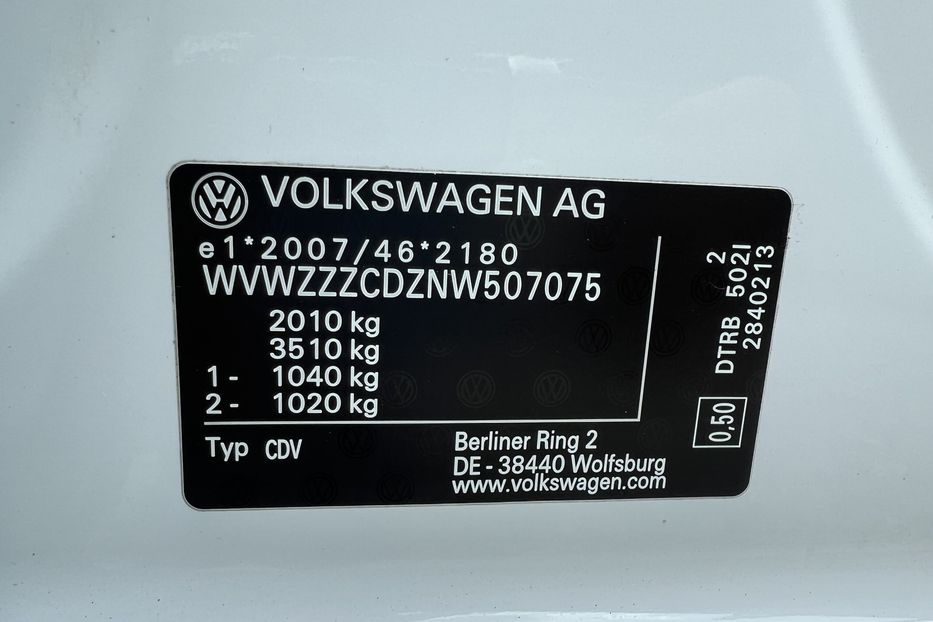 VOLKSWAGEN AG
e1*2007/46*2180
WVWZZZCDZNW507075
2010 kg
3510 kg
1- 1040 kg
2- 1020 kg
Typ CDV
Berliner Ring 2
DE-38440 Wolfsburg
www.volkswagen.com
2
DTRB 502I
2840213
0,50